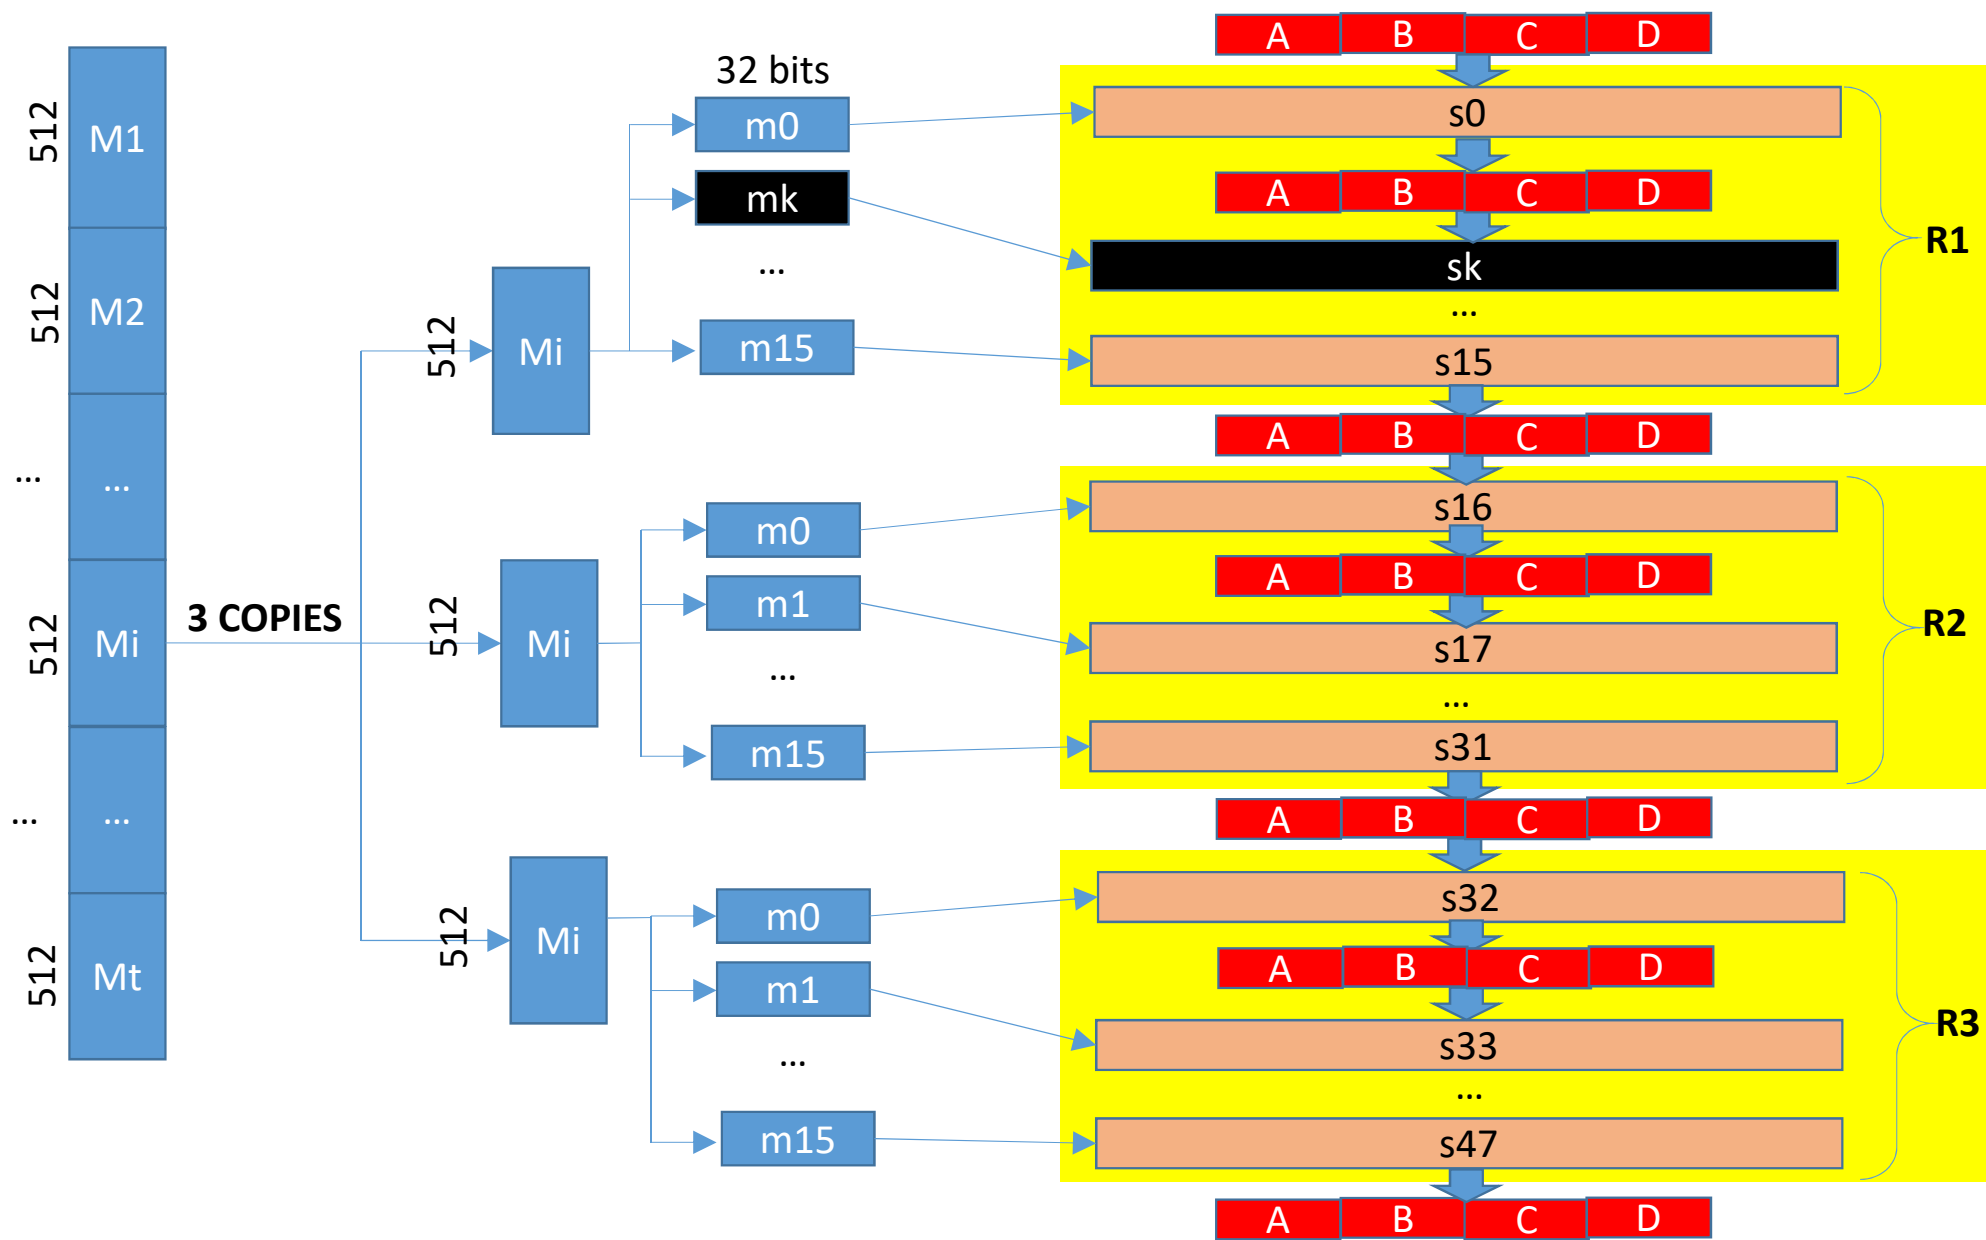 512
M1
512
M2
...
...
512
Mi
...
...
512
Mt
3 COPIES
512
Mi
32 bits
m0
mk
...
m15
512
Mi
m0
m1
...
m15
512
Mi
m0
m1
...
m15
A B C D
s0
A B C D
sk
...
s15
R1
A B C D
s16
A B C D
s17
...
s31
R2
A B C D
s32
A B C D
s33
...
s47
R3
A B C D